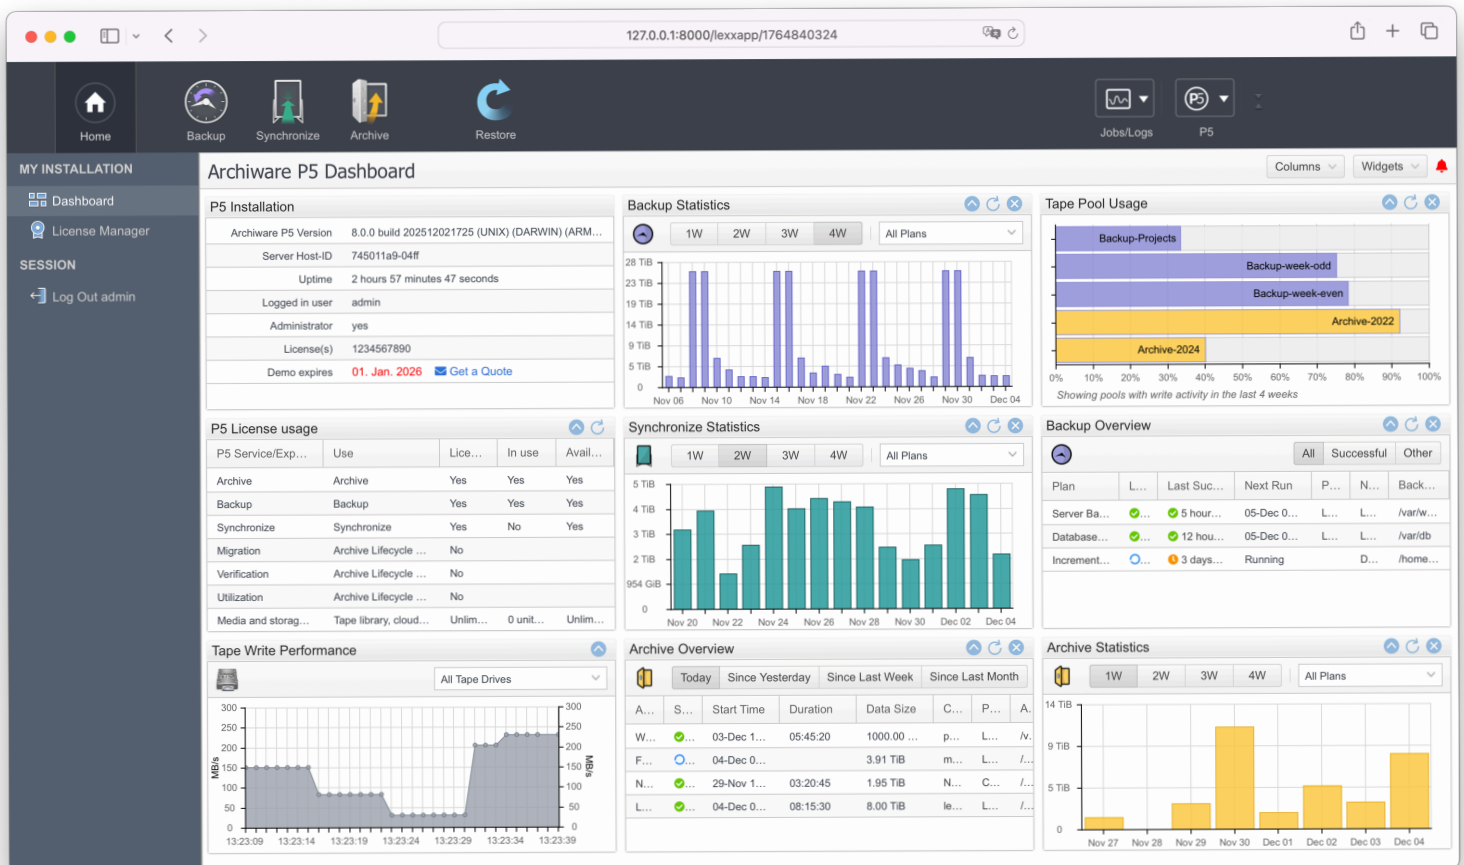 127.0.0.1:8000/lexxapp/1764840324
Home
Backup
Synchronize
Archive
Restore
Jobs/Logs
P5
P5
MY INSTALLATION
Dashboard
License Manager
SESSION
Log Out admin
Archiware P5 Dashboard
Columns
Widgets
P5 Installation
Archiware P5 Version 8.0.0 build 202512021725 (UNIX) (DARWIN) (ARM...
Server Host-ID 745011a9-04ff
Uptime 2 hours 57 minutes 47 seconds
Logged in user admin
Administrator yes
License(s) 1234567890
Demo expires 01. Jan. 2026 Get a Quote
Backup Statistics
1W 2W 3W 4W All Plans
28 TiB
23 TiB
19 TiB
14 TiB
9 TiB
5 TiB
0
Nov 06 Nov 10 Nov 14 Nov 18 Nov 22 Nov 26 Nov 30 Dec 04
Tape Pool Usage
Backup-Projects
Backup-week-odd
Backup-week-even
Archive-2022
Archive-2024
0% 10% 20% 30% 40% 50% 60% 70% 80% 90% 100%
Showing pools with write activity in the last 4 weeks
P5 License usage
P5 Service/Exp... Use Lice... In use Avail...
Archive Archive Yes Yes Yes
Backup Backup Yes Yes Yes
Synchronize Synchronize Yes No Yes
Migration Archive Lifecycle ... No
Verification Archive Lifecycle ... No
Utilization Archive Lifecycle ... No
Media and storag... Tape library, cloud... Unlim... 0 unit... Unlim...
Synchronize Statistics
1W 2W 3W 4W All Plans
5 TiB
4 TiB
3 TiB
2 TiB
954 GiB
0
Nov 20 Nov 22 Nov 24 Nov 26 Nov 28 Nov 30 Dec 02 Dec 04
Backup Overview
All Successful Other
Plan L... Last Suc... Next Run P... N... Back...
Server Ba... ... 5 hour... 05-Dec 0... L... L... /var/w...
Database... ... 12 hou... 05-Dec 0... L... L... /var/db
Increment... ... 3 days... Running D... /home...
Tape Write Performance
All Tape Drives
300
250
200
150
100
50
0
MB/s
300
250
200
150
100
50
0
MB/s
13:23:09 13:23:14 13:23:19 13:23:24 13:23:29 13:23:34 13:23:39
Archive Overview
Today Since Yesterday Since Last Week Since Last Month
A... S... Start Time Duration Data Size C... P... A.
W... ... 03-Dec 1... 05:45:20 1000.00 ... p... L... /v.
F... ... 04-Dec 0... 3.91 TiB m... L... /...
N... ... 29-Nov 1... 03:20:45 1.95 TiB N... C... /...
L... ... 04-Dec 0... 08:15:30 8.00 TiB le... L... /...
Archive Statistics
1W 2W 3W 4W All Plans
14 TiB
9 TiB
5 TiB
0
Nov 27 Nov 28 Nov 29 Nov 30 Dec 01 Dec 02 Dec 03 Dec 04